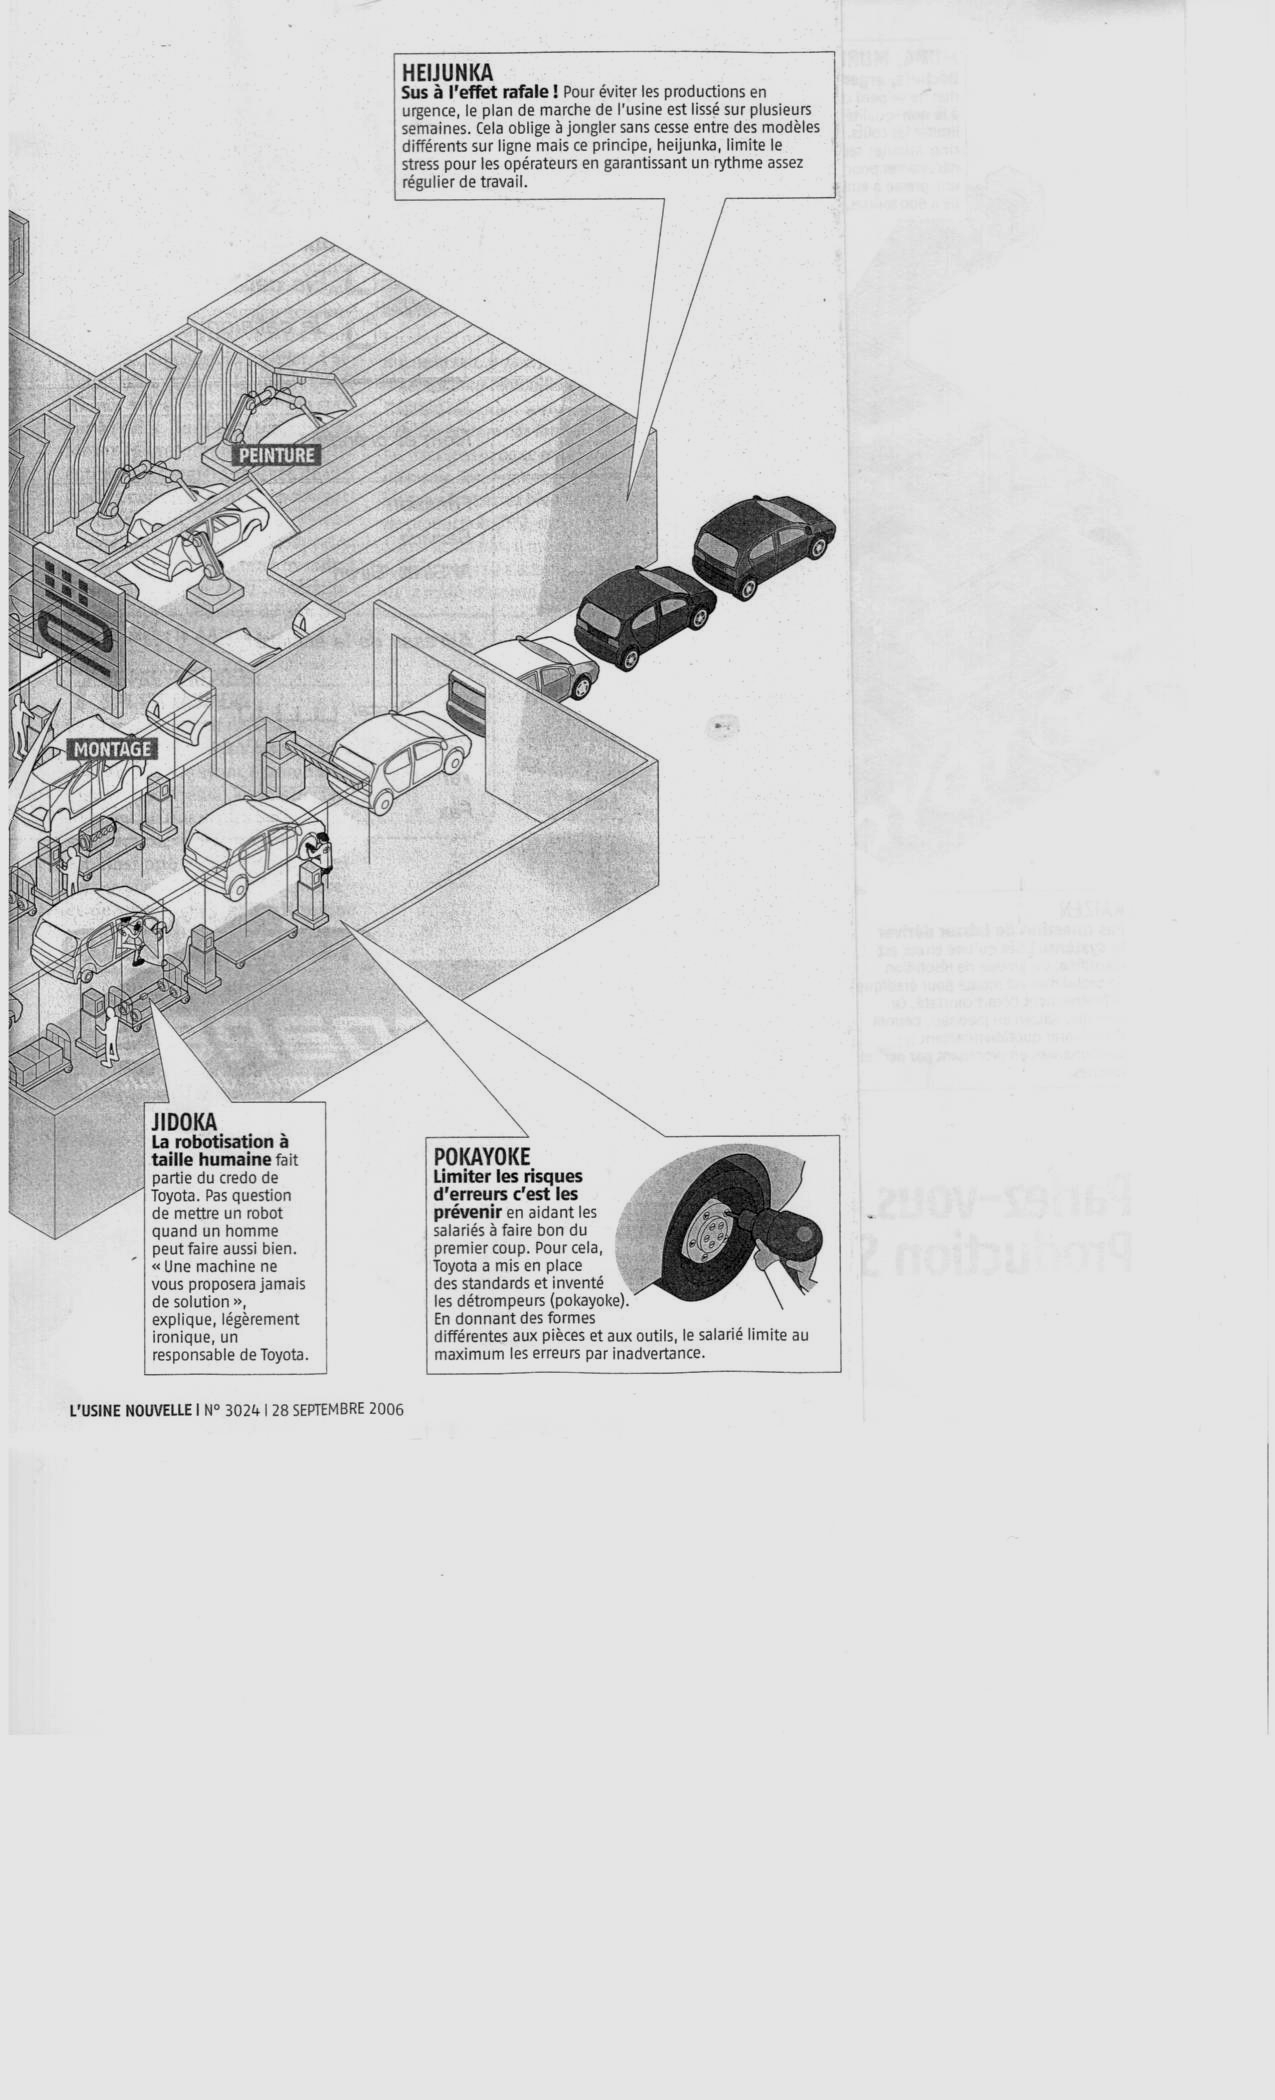 HEIJUNKA
Sus à l'effet rafale ! Pour éviter les productions en
urgence, le plan de marche de l'usine est lissé sur plusieurs
semaines. Cela oblige à jongler sans cesse entre des modèles
différents sur ligne mais ce principe, heijunka, limite le
stress pour les opérateurs en garantissant un rythme assez
régulier de travail.
PEINTURE
MONTAGE
JIDOKA
La robotisation à
taille humaine fait
partie du credo de
Toyota. Pas question
de mettre un robot
quand un homme
peut faire aussi bien.
« Une machine ne
vous proposera jamais
de solution »,
explique, légèrement
ironique, un
responsable de Toyota.
POKAYOKE
Limiter les risques
d'erreurs c'est les
prévenir en aidant les
salariés à faire bon du
premier coup. Pour cela,
Toyota a mis en place
des standards et inventé
les détrompeurs (pokayoke).
En donnant des formes
différentes aux pièces et aux outils, le salarié limite au
maximum les erreurs par inadvertance.
L'USINE NOUVELLE I N° 3024 I 28 SEPTEMBRE 2006